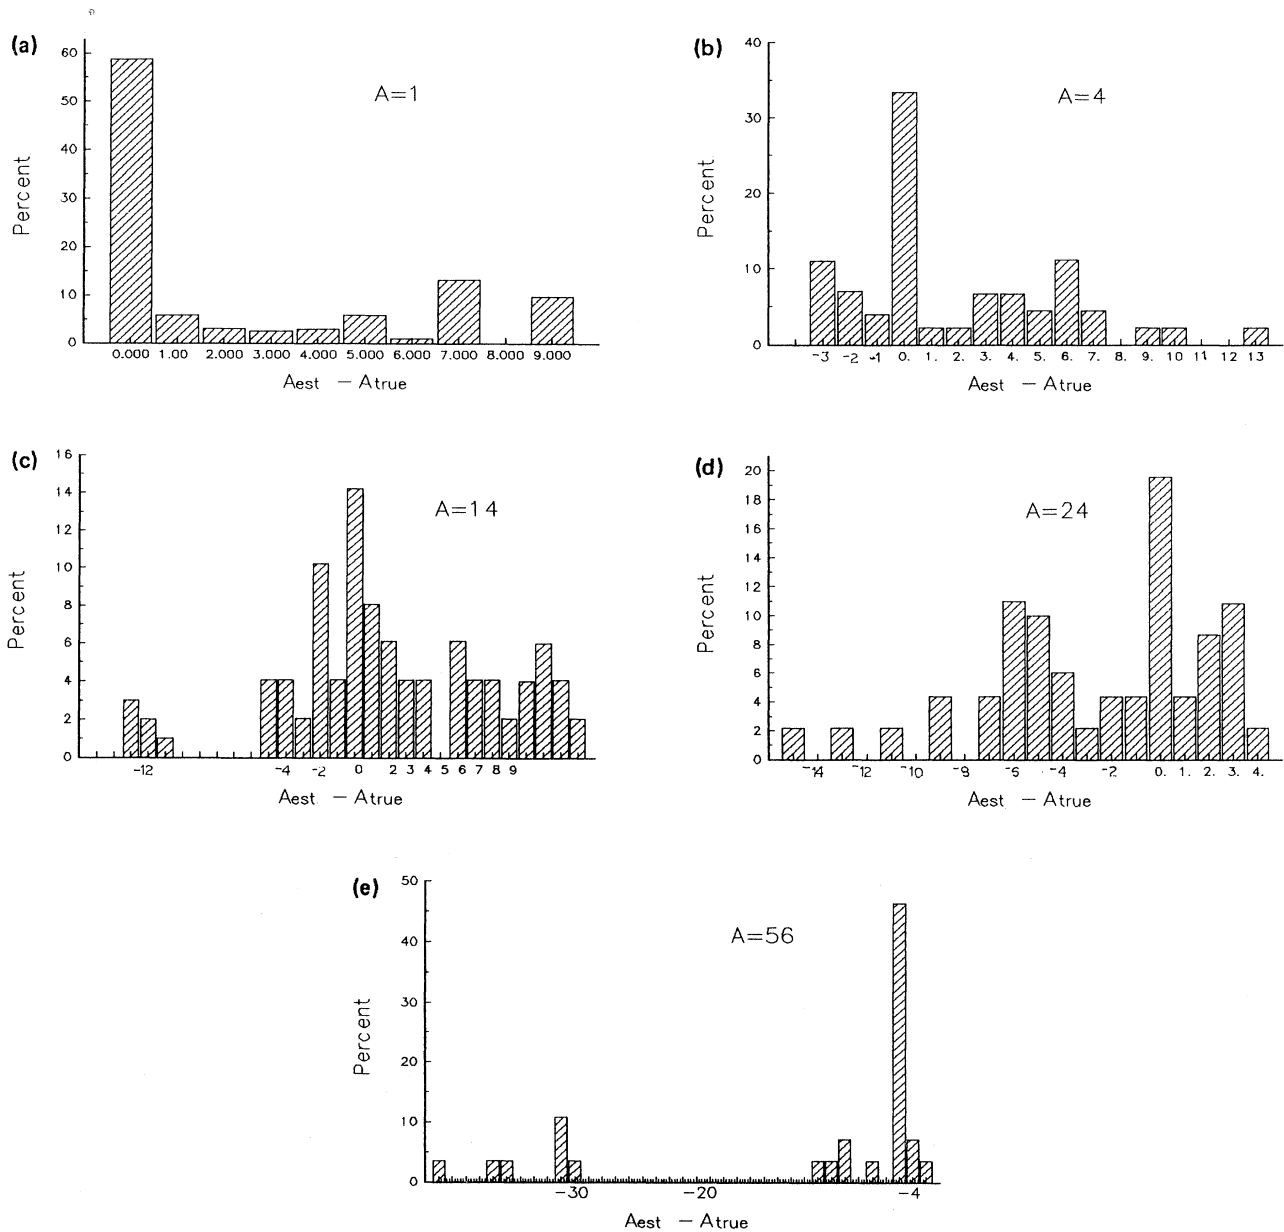 (a)
60
50
40
30
20
10
0
Percent
A=1
0.000 1.00 2.000 3.000 4.000 5.000 6.000 7.000 8.000 9.000
Aest − Atrue
(b)
40
30
20
10
0
Percent
A=4
-3 -2 -1 0. 1. 2. 3. 4. 5. 6. 7. 8. 9. 10 11 12 13
Aest − Atrue
(c)
16
14
12
10
8
6
4
2
0
Percent
A=14
-12 -4 -2 0 2 3 4 5 6 7 8 9
Aest − Atrue
(d)
20
18
16
14
12
10
8
6
4
2
0
Percent
A=24
-14 -12 -10 -8 -6 -4 -2 0. 1. 2. 3. 4.
Aest − Atrue
(e)
50
40
30
20
10
0
Percent
A=56
-30 -20 -4
Aest − Atrue